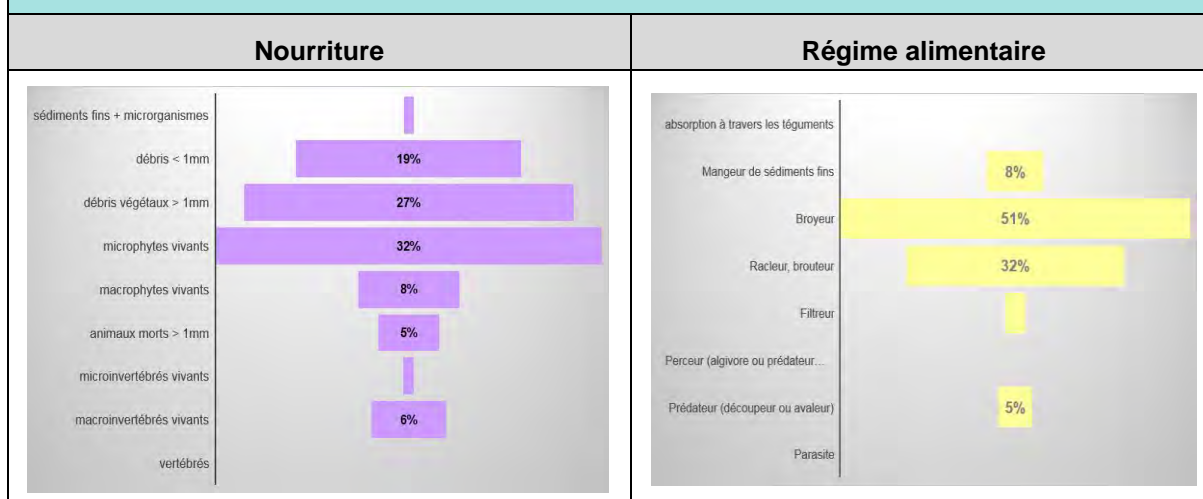 Nourriture
Régime alimentaire
sédiments fins + microrganismes
débris < 1mm
19%
débris végétaux > 1mm
27%
microphytes vivants
32%
macrophytes vivants
8%
animaux morts > 1mm
5%
microinvertébrés vivants
macroinvertébrés vivants
6%
vertébrés
absorption à travers les téguments
Mangeur de sédiments fins
8%
Broyeur
51%
Racleur, brouteur
32%
Filtreur
Perceur (algivore ou prédateur...
Prédateur (découpeur ou avaleur)
5%
Parasite